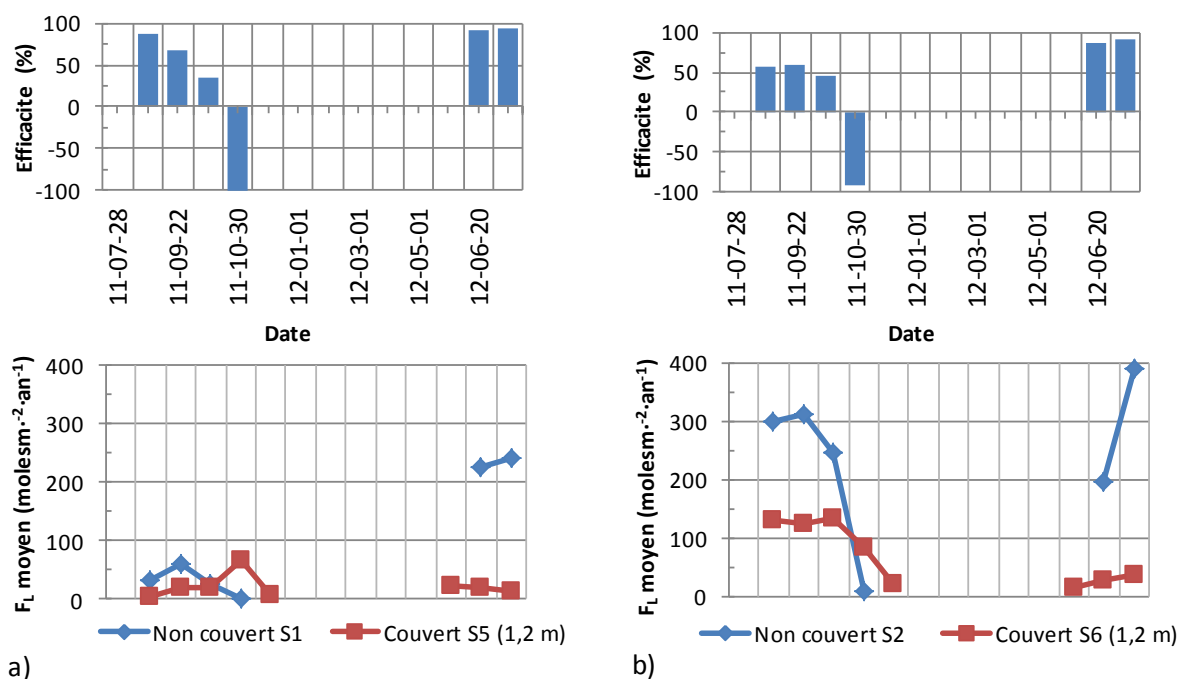 Efficacite (%)
100
50
0
-50
-100
11-07-28
11-09-22
11-10-30
12-01-01
12-03-01
12-05-01
12-06-20
Date
F_L moyen (molesm·⁻²·an⁻¹)
400
300
200
100
0
Non couvert S1
Couvert S5 (1,2 m)
a)
Efficacite (%)
100
50
0
-50
-100
11-07-28
11-09-22
11-10-30
12-01-01
12-03-01
12-05-01
12-06-20
Date
F_L moyen (molesm·⁻²·an⁻¹)
400
300
200
100
0
Non couvert S2
Couvert S6 (1,2 m)
b)